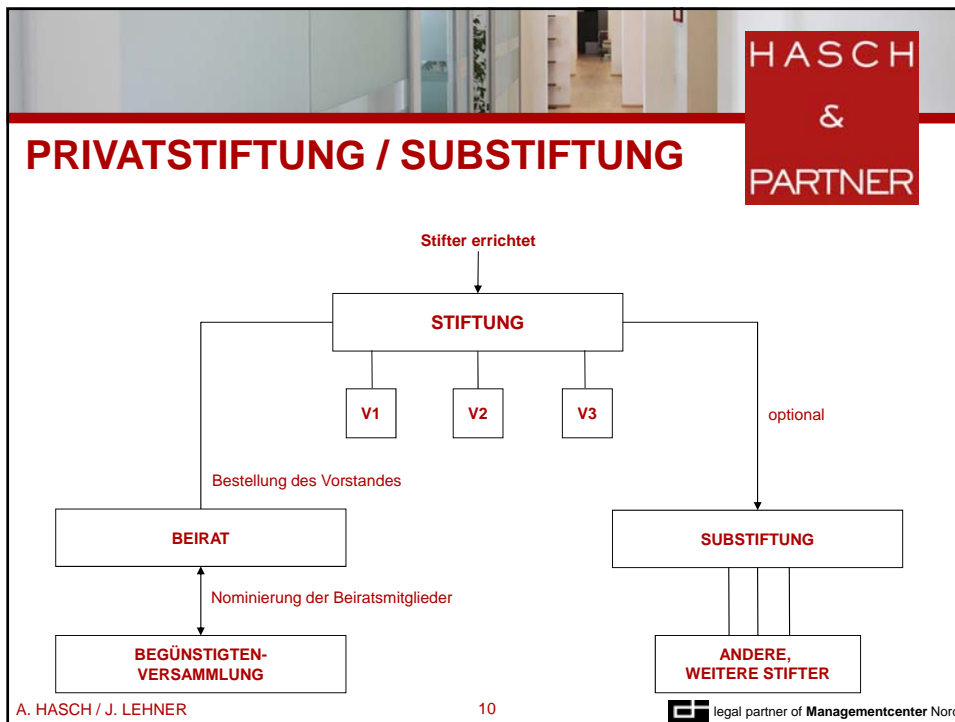 HASCH
&
PARTNER
PRIVATSTIFTUNG / SUBSTIFTUNG
Stifter errichtet
STIFTUNG
V1 V2 V3
optional
Bestellung des Vorstandes
BEIRAT
SUBSTIFTUNG
Nominierung der Beiratsmitglieder
BEGÜNSTIGTEN-
VERSAMMLUNG
ANDERE,
WEITERE STIFTER
A. HASCH / J. LEHNER
10
legal partner of Managementcenter Nord